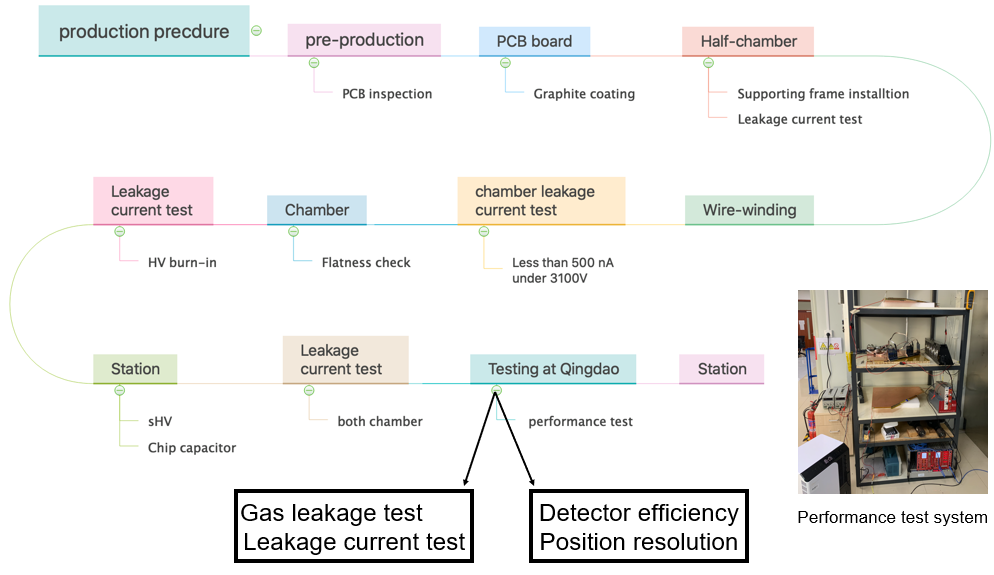 production precdure
pre-production
PCB board
Half-chamber
PCB inspection
Graphite coating
Supporting frame installtion
Leakage current test
Leakage
current test
Chamber
chamber leakage
current test
Wire-winding
HV burn-in
Flatness check
Less than 500 nA
under 3100V
Station
Leakage
current test
Testing at Qingdao
Station
sHV
Chip capacitor
both chamber
performance test
Gas leakage test
Leakage current test
Detector efficiency
Position resolution
Performance test system